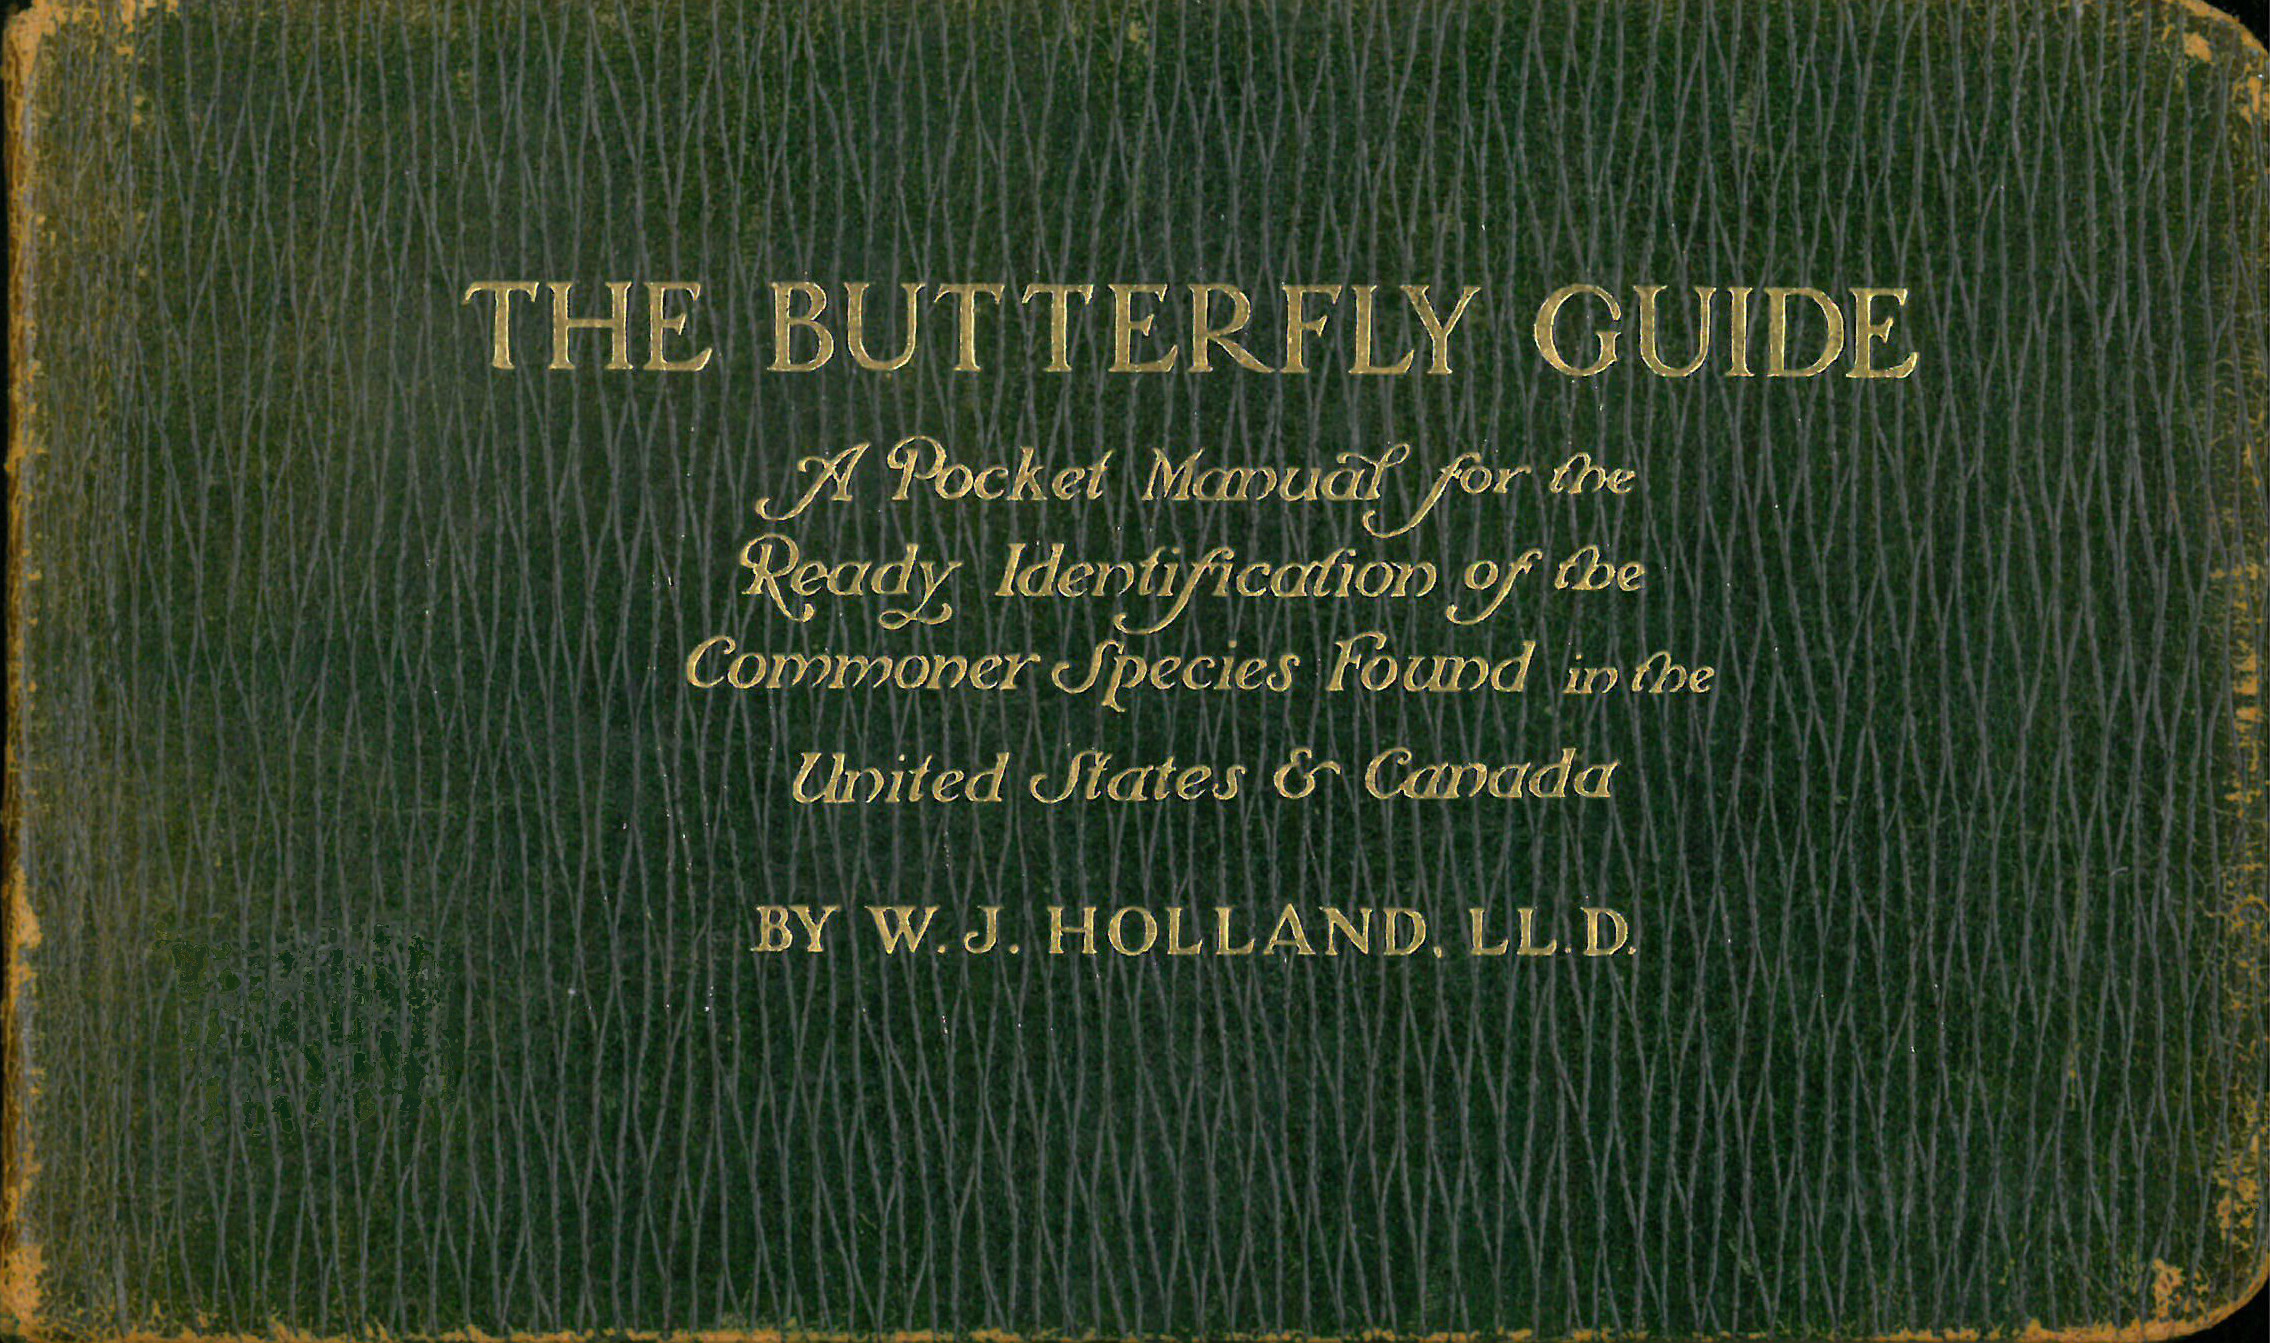 THE BUTTERFLY GUIDE
A Pocket Manual for the
Ready Identification of the
Commoner Species Found in the
United States & Canada
BY W. J. HOLLAND, LL.D.